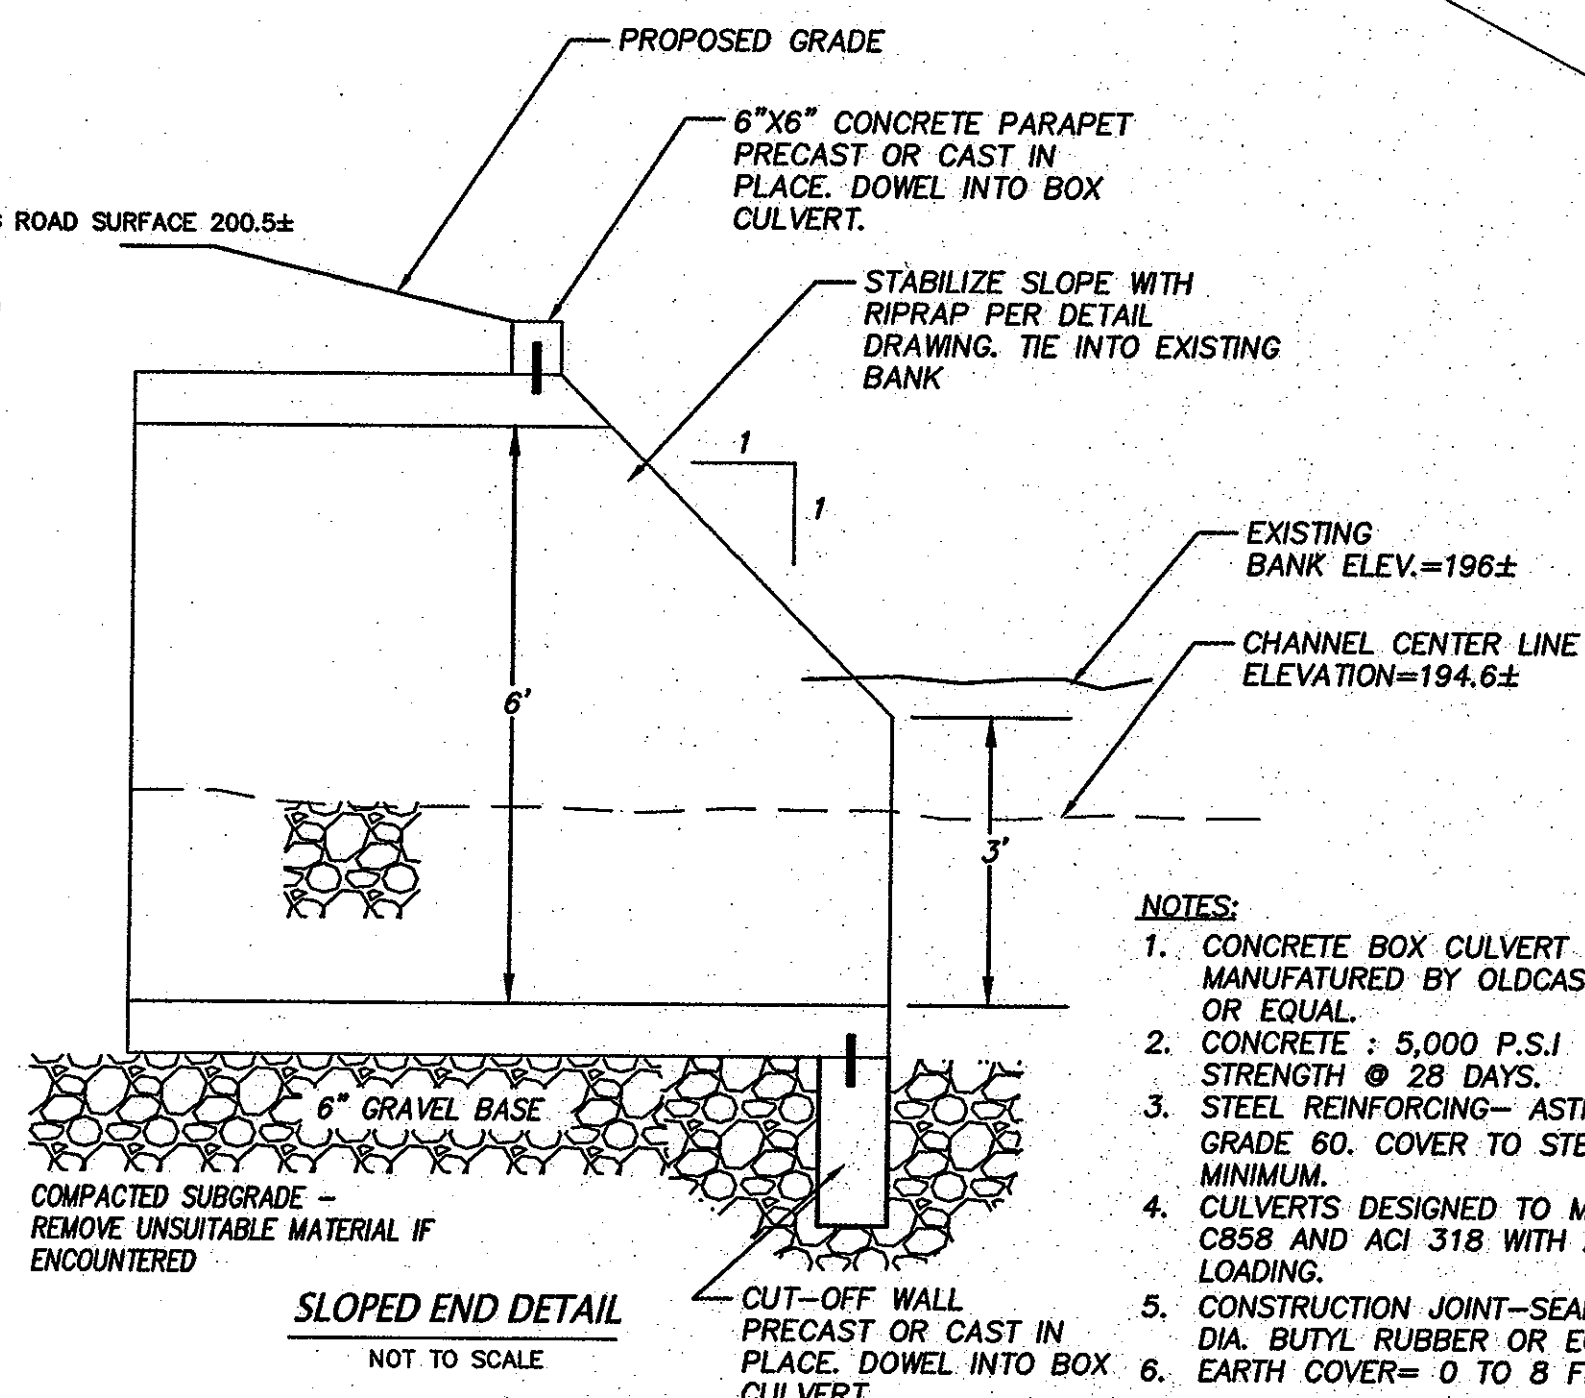 PROPOSED GRADE
6"X6" CONCRETE PARAPET
PRECAST OR CAST IN
PLACE. DOWEL INTO BOX
CULVERT.
ROAD SURFACE 200.5±
STABILIZE SLOPE WITH
RIPRAP PER DETAIL
DRAWING. TIE INTO EXISTING
BANK
1
1
EXISTING
BANK ELEV.=196±
CHANNEL CENTER LINE
ELEVATION=194.6±
6'
3'
NOTES:
1. CONCRETE BOX CULVERT
MANUFATURED BY OLDCAS
OR EQUAL.
2. CONCRETE : 5,000 P.S.I
STRENGTH @ 28 DAYS.
3. STEEL REINFORCING- AST
GRADE 60. COVER TO STE
MINIMUM.
4. CULVERTS DESIGNED TO M
C858 AND ACI 318 WITH
LOADING.
5. CONSTRUCTION JOINT-SEA
DIA. BUTYL RUBBER OR E
6. EARTH COVER= 0 TO 8 F
6" GRAVEL BASE
COMPACTED SUBGRADE -
REMOVE UNSUITABLE MATERIAL IF
ENCOUNTERED
SLOPED END DETAIL
NOT TO SCALE
CUT-OFF WALL
PRECAST OR CAST IN
PLACE. DOWEL INTO BOX
CULVERT